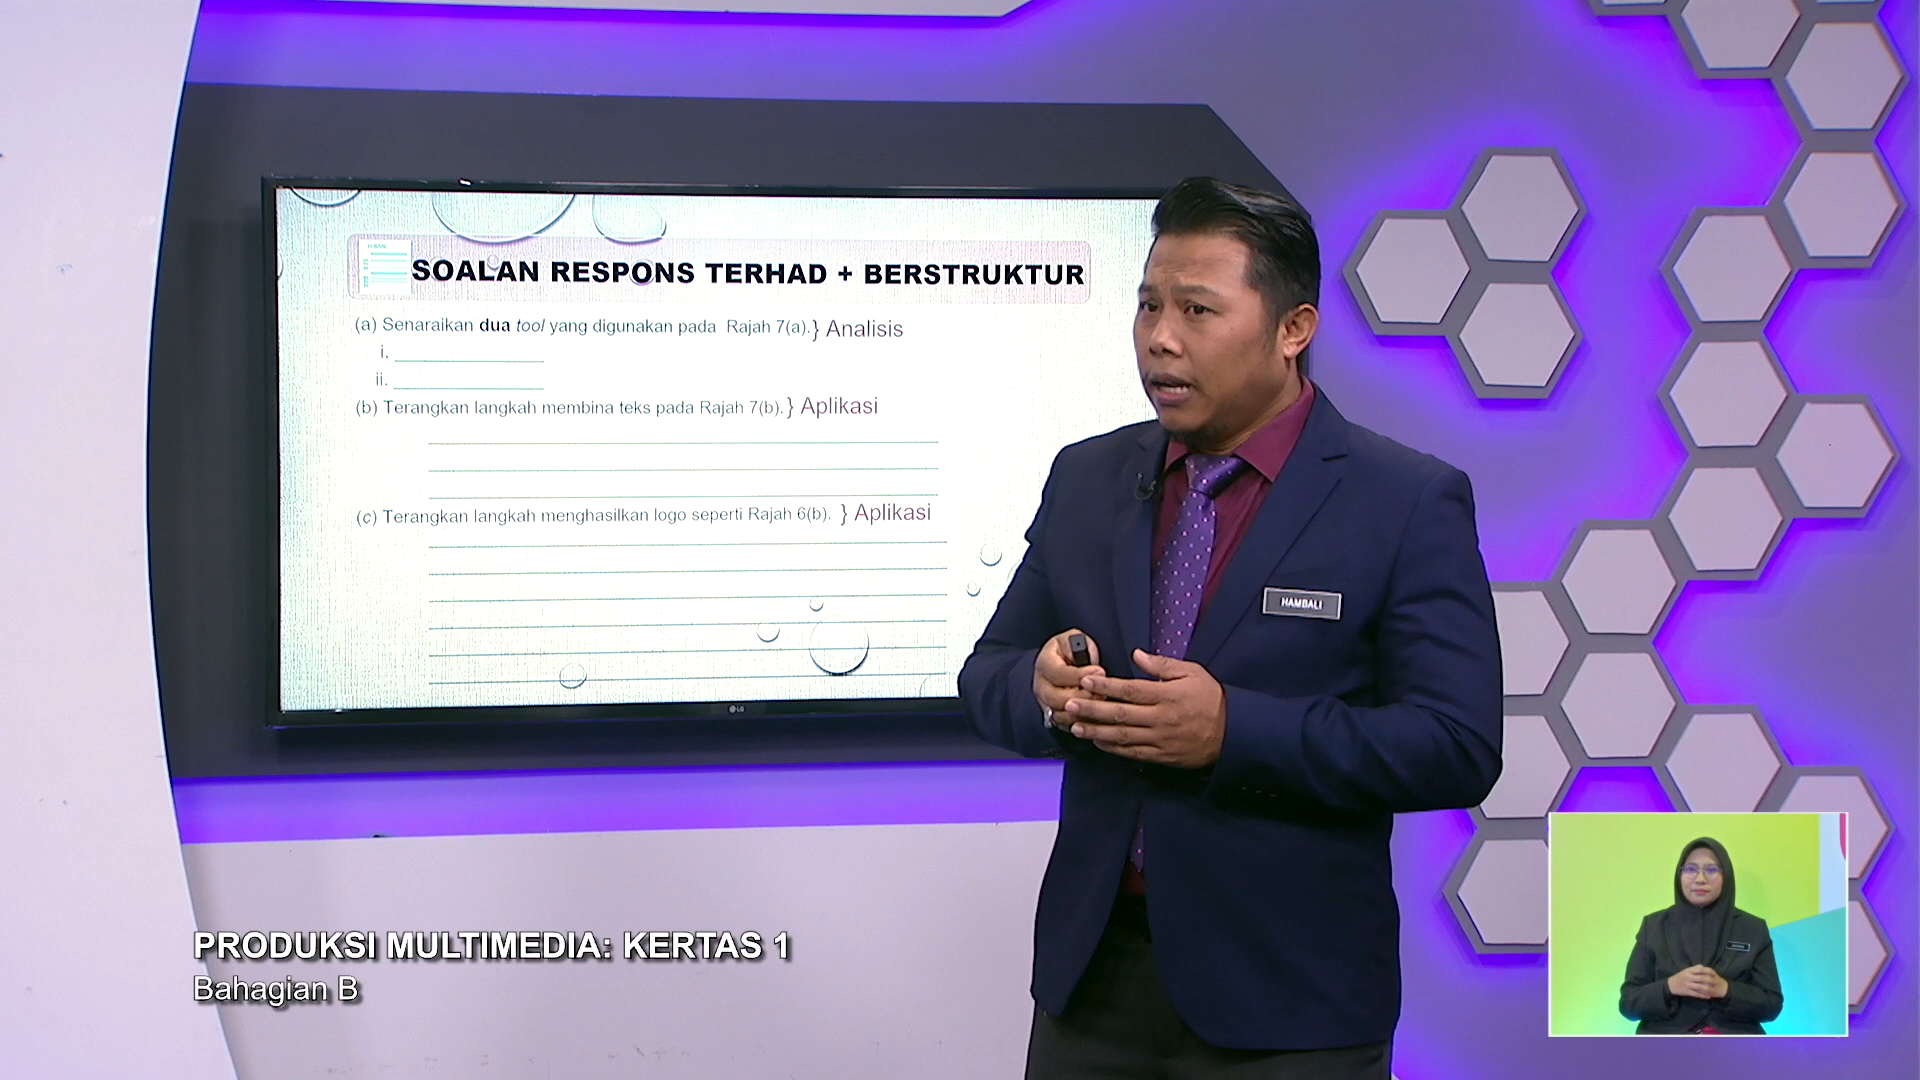 SOALAN RESPONS TERHAD + BERSTRUKTUR
(a) Senaraikan dua tool yang digunakan pada Rajah 7(a).} Analisis
i.
ii.
(b) Terangkan langkah membina teks pada Rajah 7(b).} Aplikasi
(c) Terangkan langkah menghasilkan logo seperti Rajah 6(b). } Aplikasi
LG
HAMBALI
PRODUKSI MULTIMEDIA: KERTAS 1
Bahagian B